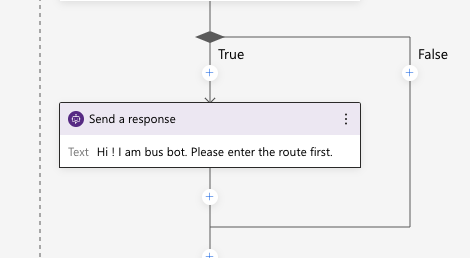 True
False
Send a response
Text Hi ! I am bus bot. Please enter the route first.